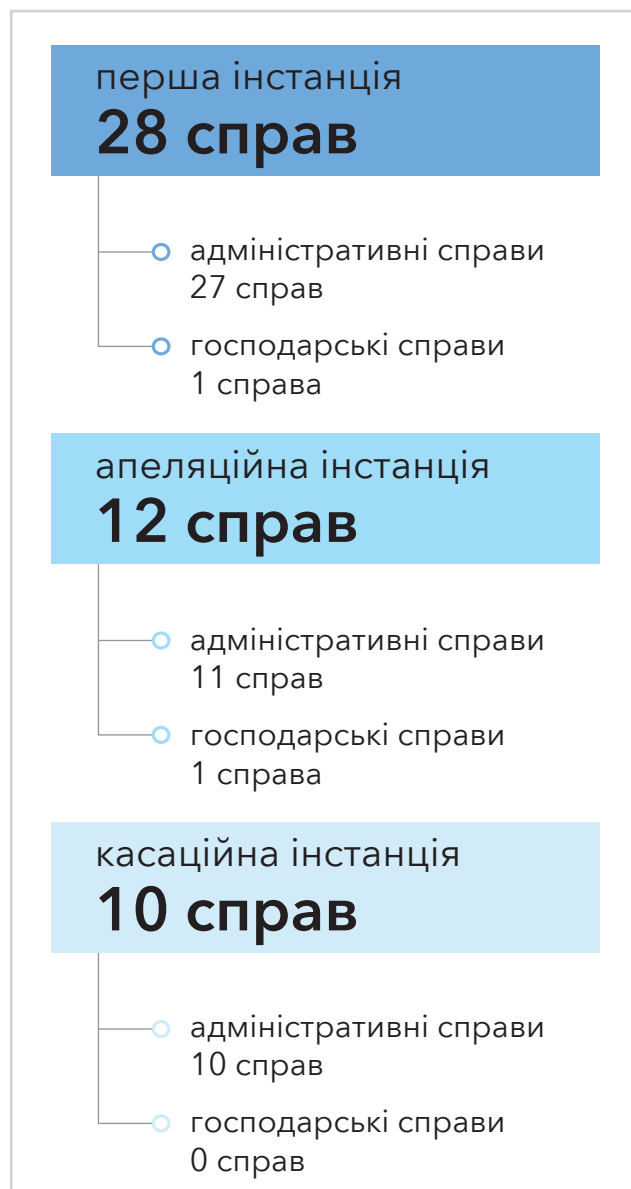 перша інстанція
28 справ
адміністративні справи
27 справ
господарські справи
1 справа
апеляційна інстанція
12 справ
адміністративні справи
11 справ
господарські справи
1 справа
касаційна інстанція
10 справ
адміністративні справи
10 справ
господарські справи
0 справ